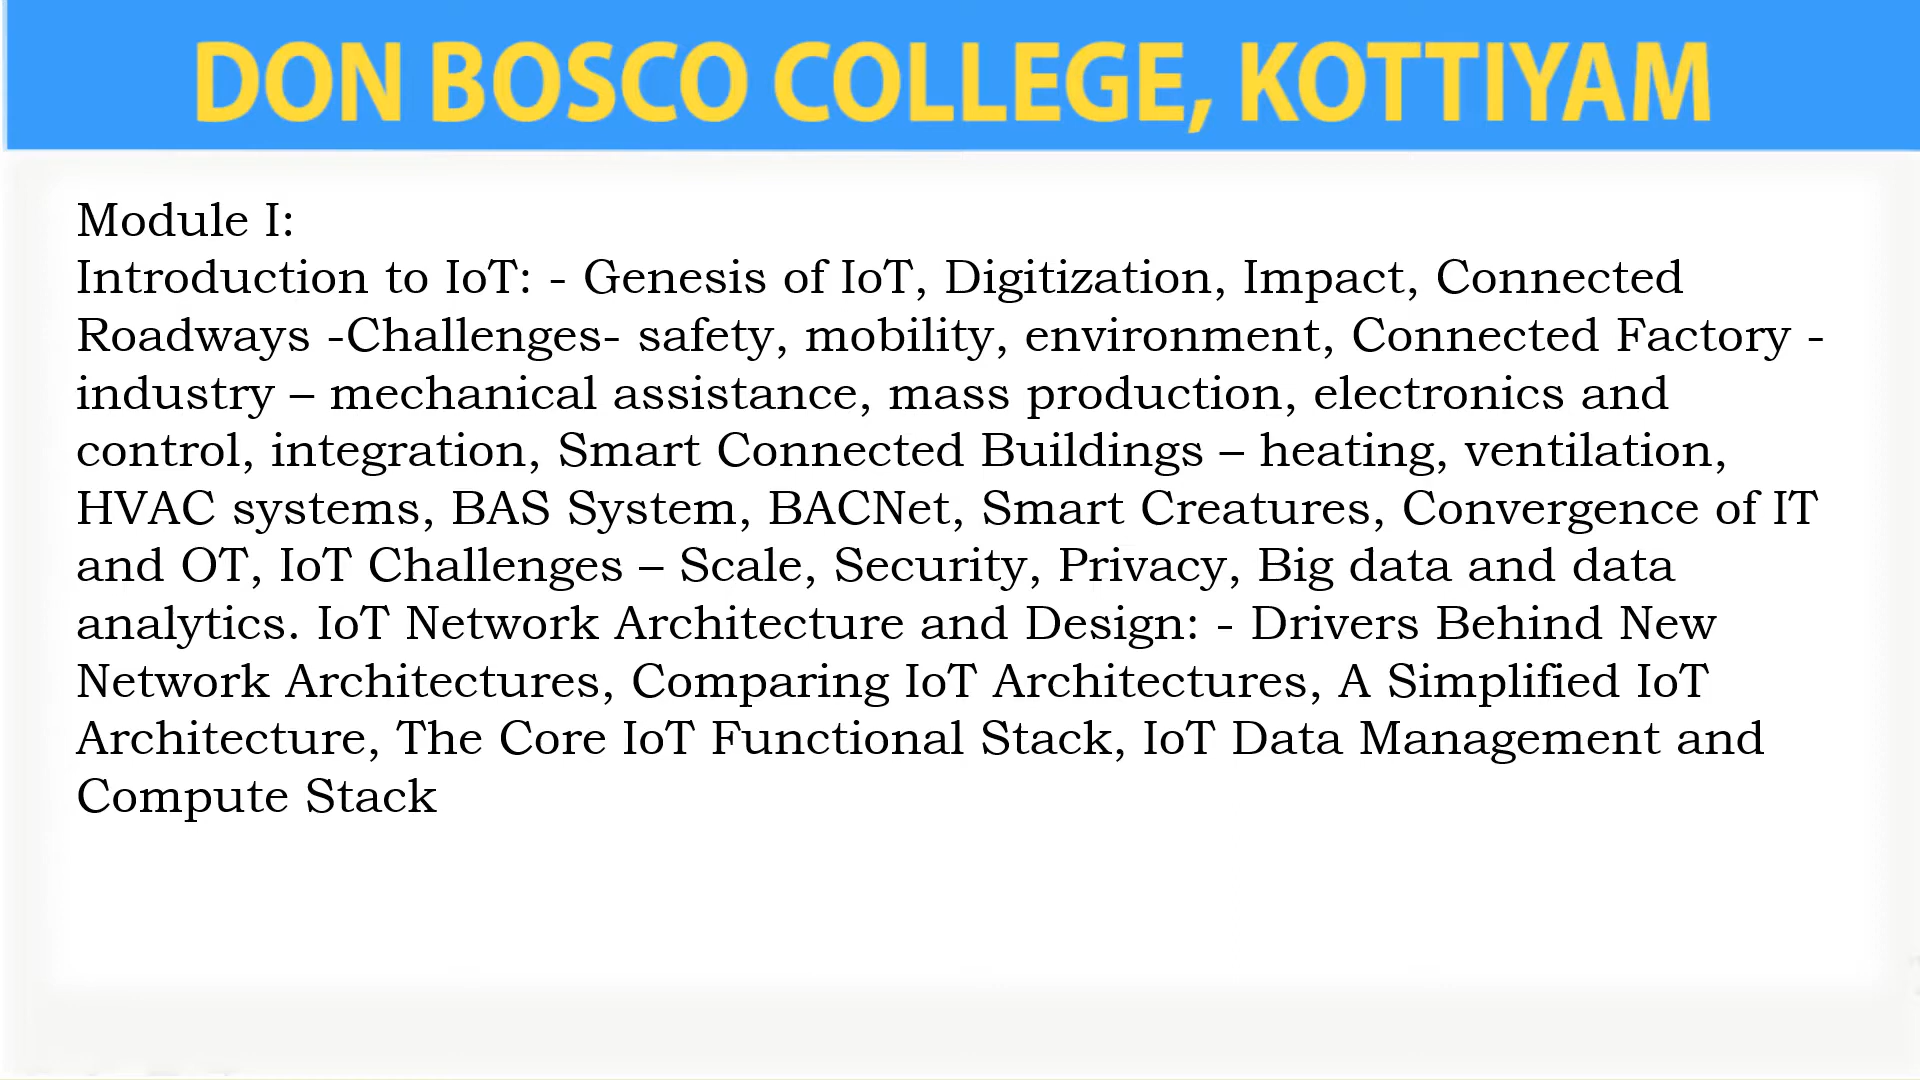 DON BOSCO COLLEGE, KOTTIYAM
Module I:
Introduction to IoT: - Genesis of IoT, Digitization, Impact, Connected
Roadways -Challenges- safety, mobility, environment, Connected Factory -
industry – mechanical assistance, mass production, electronics and
control, integration, Smart Connected Buildings – heating, ventilation,
HVAC systems, BAS System, BACNet, Smart Creatures, Convergence of IT
and OT, IoT Challenges – Scale, Security, Privacy, Big data and data
analytics. IoT Network Architecture and Design: - Drivers Behind New
Network Architectures, Comparing IoT Architectures, A Simplified IoT
Architecture, The Core IoT Functional Stack, IoT Data Management and
Compute Stack